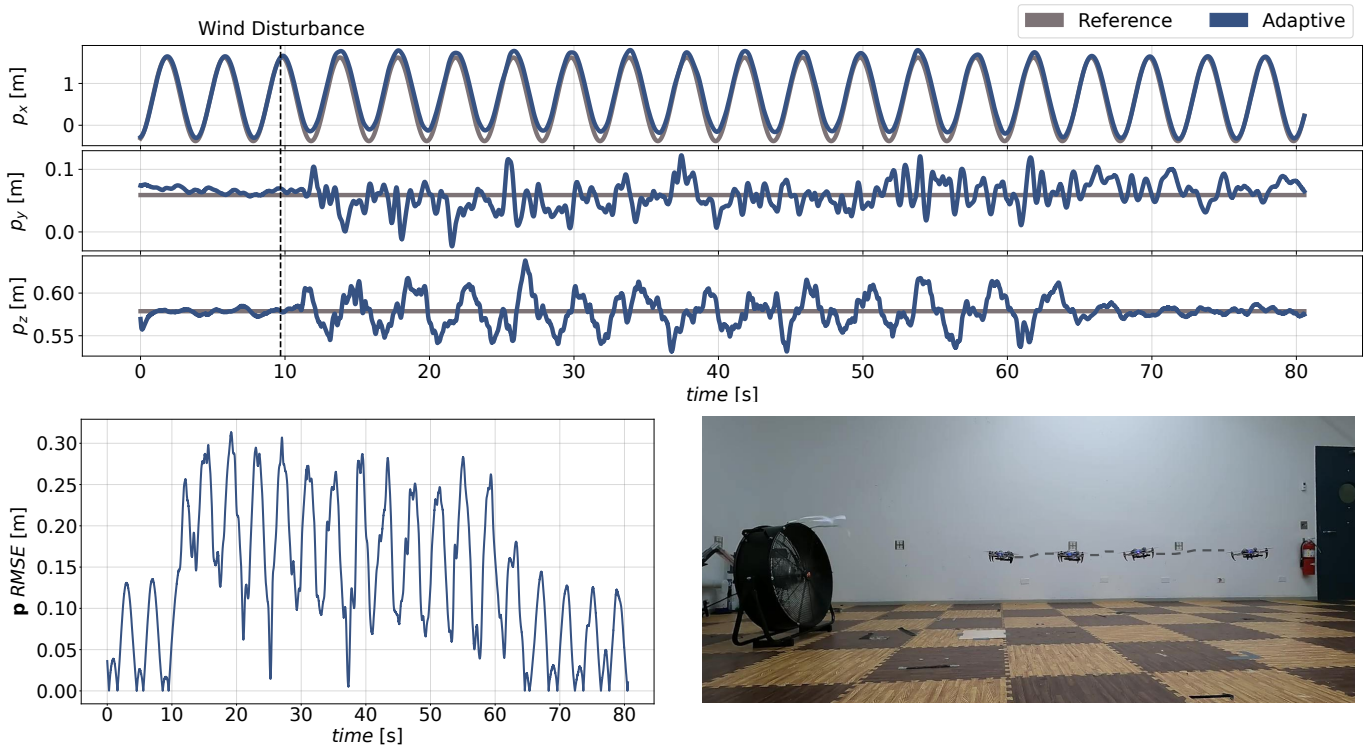 Wind Disturbance
Reference Adaptive
p_x [m]
1
0
p_y [m]
0.1
0.0
p_z [m]
0.60
0.55
0 10 20 30 40 50 60 70 80
time [s]
p RMSE [m]
0.30
0.25
0.20
0.15
0.10
0.05
0.00
0 10 20 30 40 50 60 70 80
time [s]